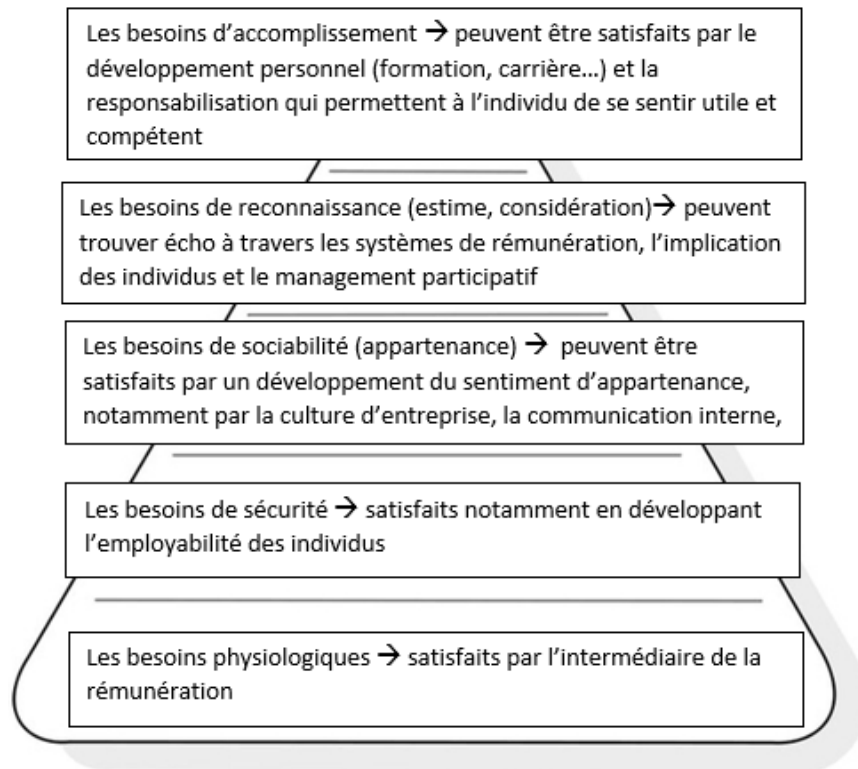 Les besoins d’accomplissement → peuvent être satisfaits par le
développement personnel (formation, carrière…) et la
responsabilisation qui permettent à l’individu de se sentir utile et
compétent
Les besoins de reconnaissance (estime, considération)→ peuvent
trouver écho à travers les systèmes de rémunération, l’implication
des individus et le management participatif
Les besoins de sociabilité (appartenance) → peuvent être
satisfaits par un développement du sentiment d’appartenance,
notamment par la culture d’entreprise, la communication interne,
Les besoins de sécurité → satisfaits notamment en développant
l’employabilité des individus
Les besoins physiologiques → satisfaits par l’intermédiaire de la
rémunération